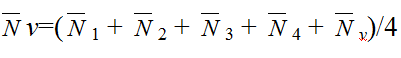 N̅ v=(N̅ 1 + N̅ 2 + N̅ 3 + N̅ 4 + N̅ v)/4